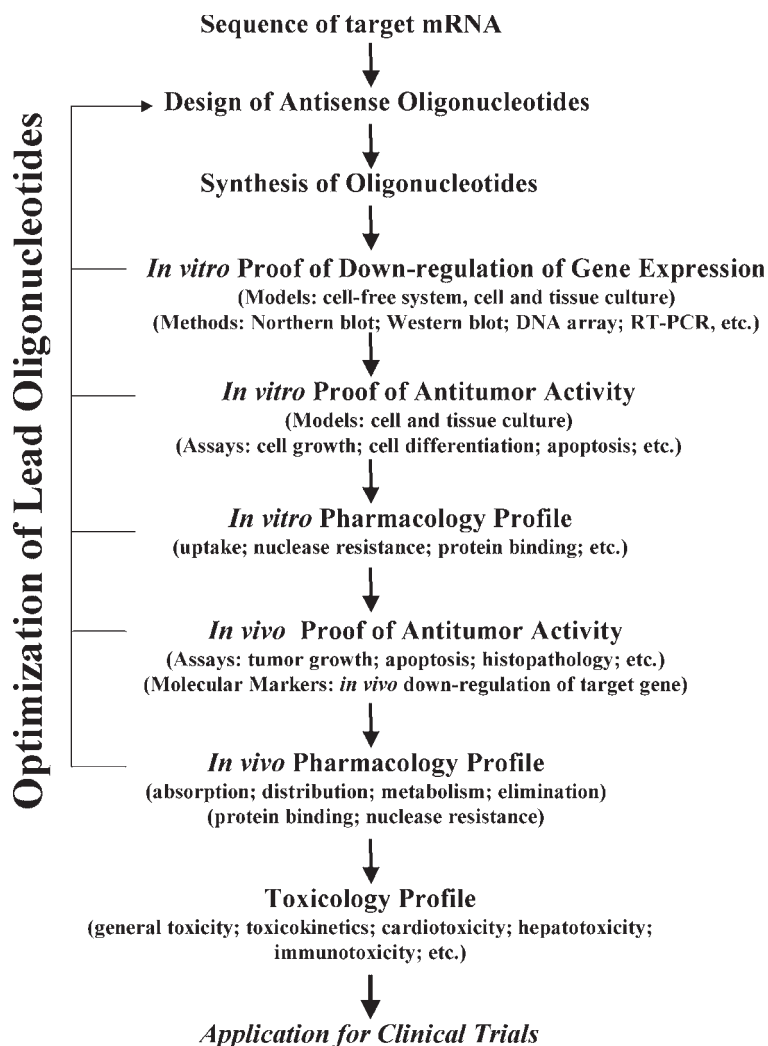 Sequence of target mRNA
Design of Antisense Oligonucleotides
Synthesis of Oligonucleotides
In vitro Proof of Down-regulation of Gene Expression
(Models: cell-free system, cell and tissue culture)
(Methods: Northern blot; Western blot; DNA array; RT-PCR, etc.)
In vitro Proof of Antitumor Activity
(Models: cell and tissue culture)
(Assays: cell growth; cell differentiation; apoptosis; etc.)
In vitro Pharmacology Profile
(uptake; nuclease resistance; protein binding; etc.)
In vivo Proof of Antitumor Activity
(Assays: tumor growth; apoptosis; histopathology; etc.)
(Molecular Markers: in vivo down-regulation of target gene)
In vivo Pharmacology Profile
(absorption; distribution; metabolism; elimination)
(protein binding; nuclease resistance)
Toxicology Profile
(general toxicity; toxicokinetics; cardiotoxicity; hepatotoxicity;
immunotoxicity; etc.)
Application for Clinical Trials
Optimization of Lead Oligonucleotides